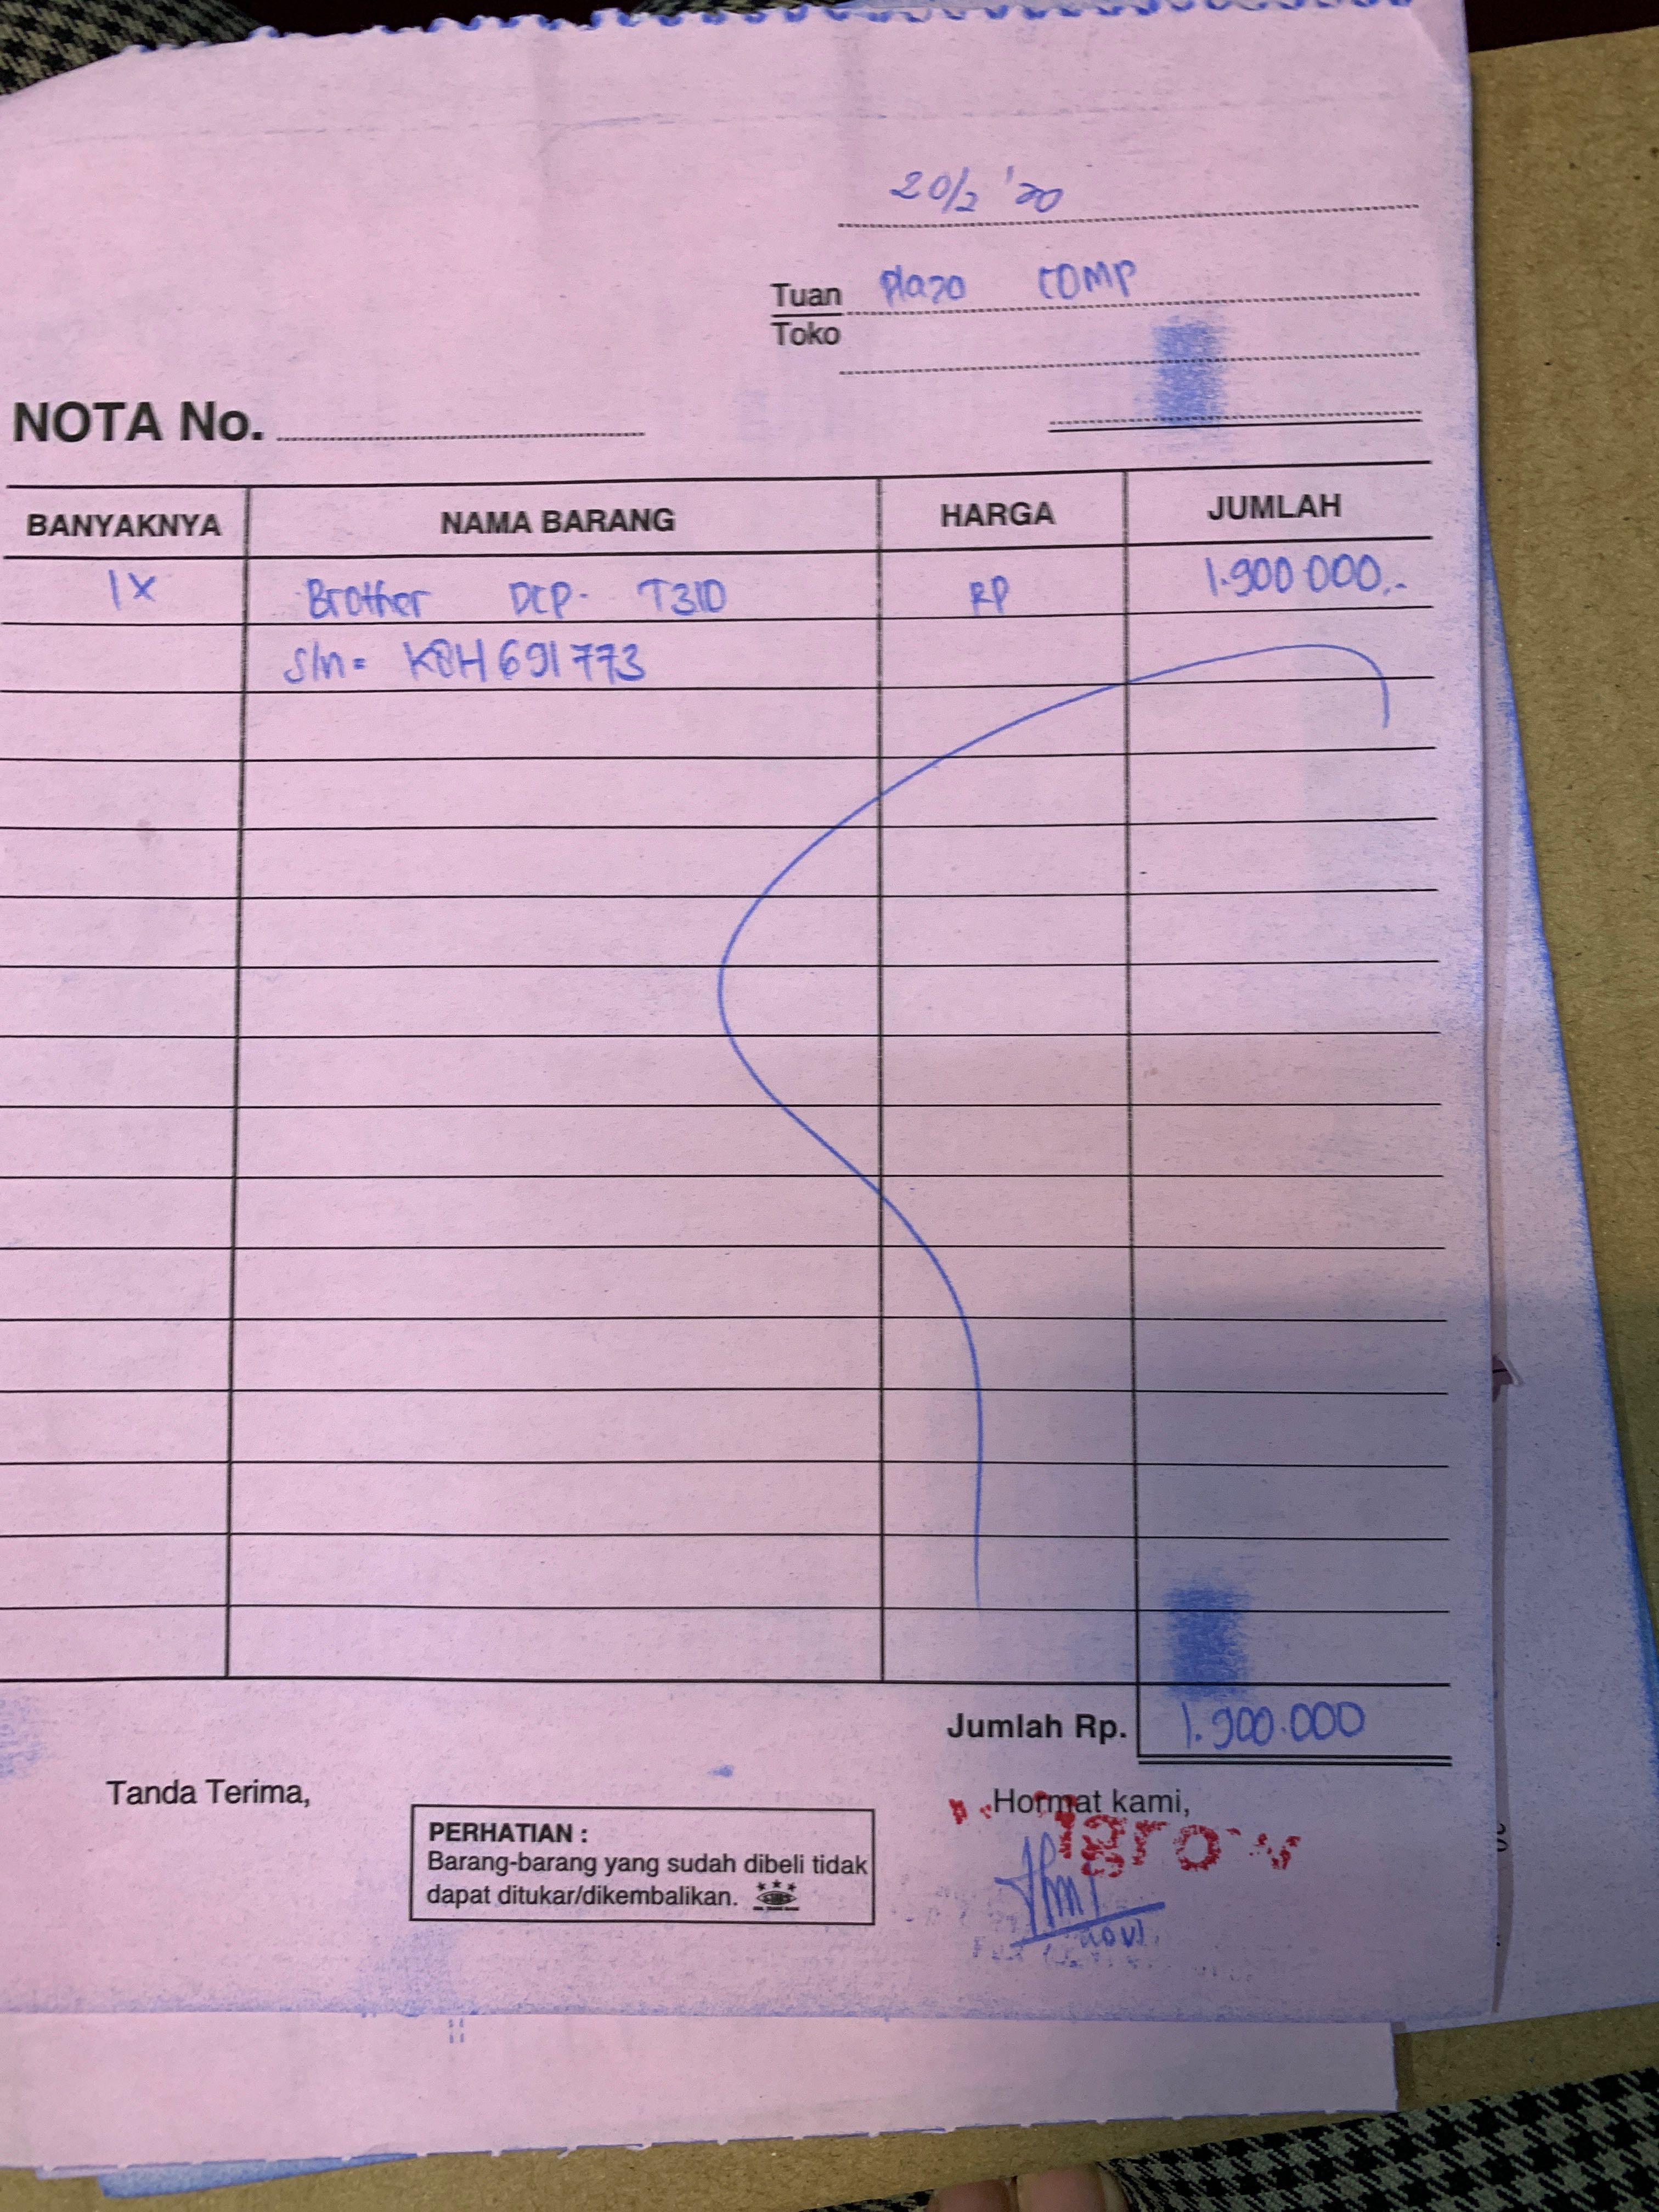 20/2 '20
Tuan Plazo COMP
Toko
NOTA No.
BANYAKNYA NAMA BARANG HARGA JUMLAH
1X Brother DCP- T310 RP 1.900 000,-
S/n= K8H691773
Jumlah Rp. 1.900.000
Tanda Terima,
Hormat kami,
PERHATIAN :
Barang-barang yang sudah dibeli tidak
dapat ditukar/dikembalikan.
novi